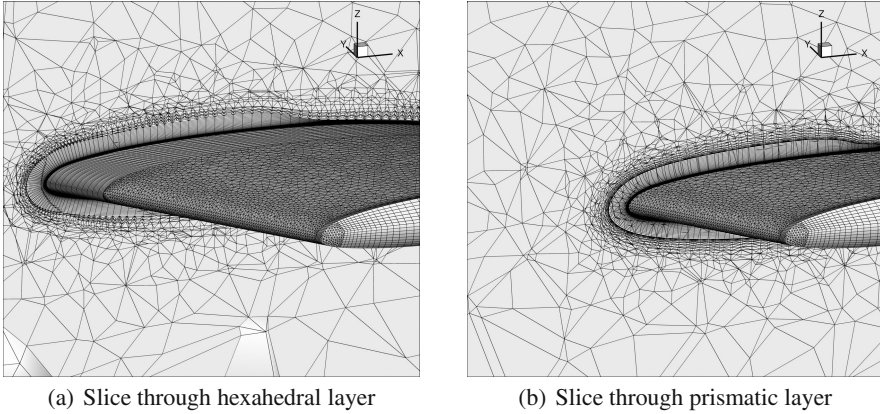 Z
Y
X
Z
Y
X
(a) Slice through hexahedral layer
(b) Slice through prismatic layer